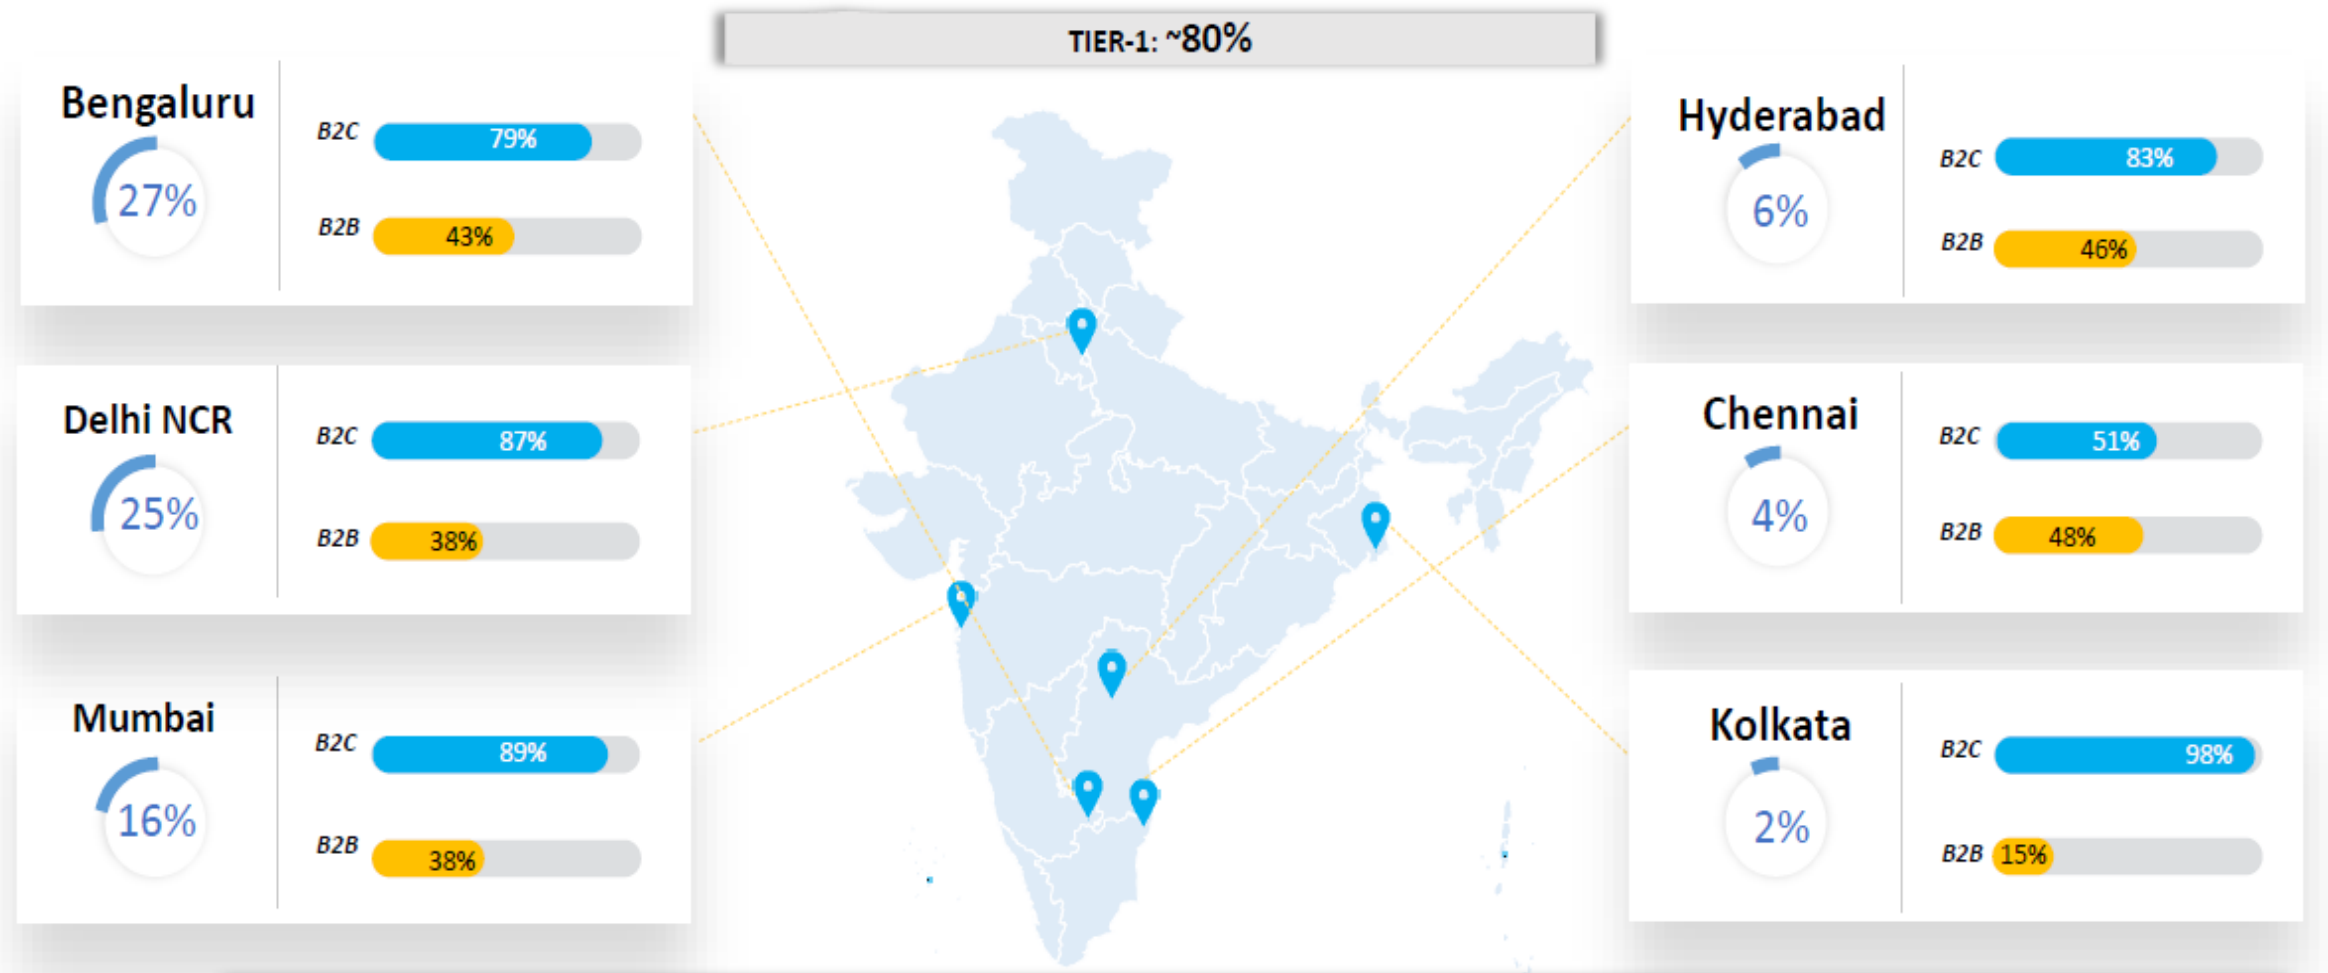 TIER-1: ~80%
Bengaluru
27%
B2C 79%
B2B 43%
Delhi NCR
25%
B2C 87%
B2B 38%
Mumbai
16%
B2C 89%
B2B 38%
Hyderabad
6%
B2C 83%
B2B 46%
Chennai
4%
B2C 51%
B2B 48%
Kolkata
2%
B2C 98%
B2B 15%